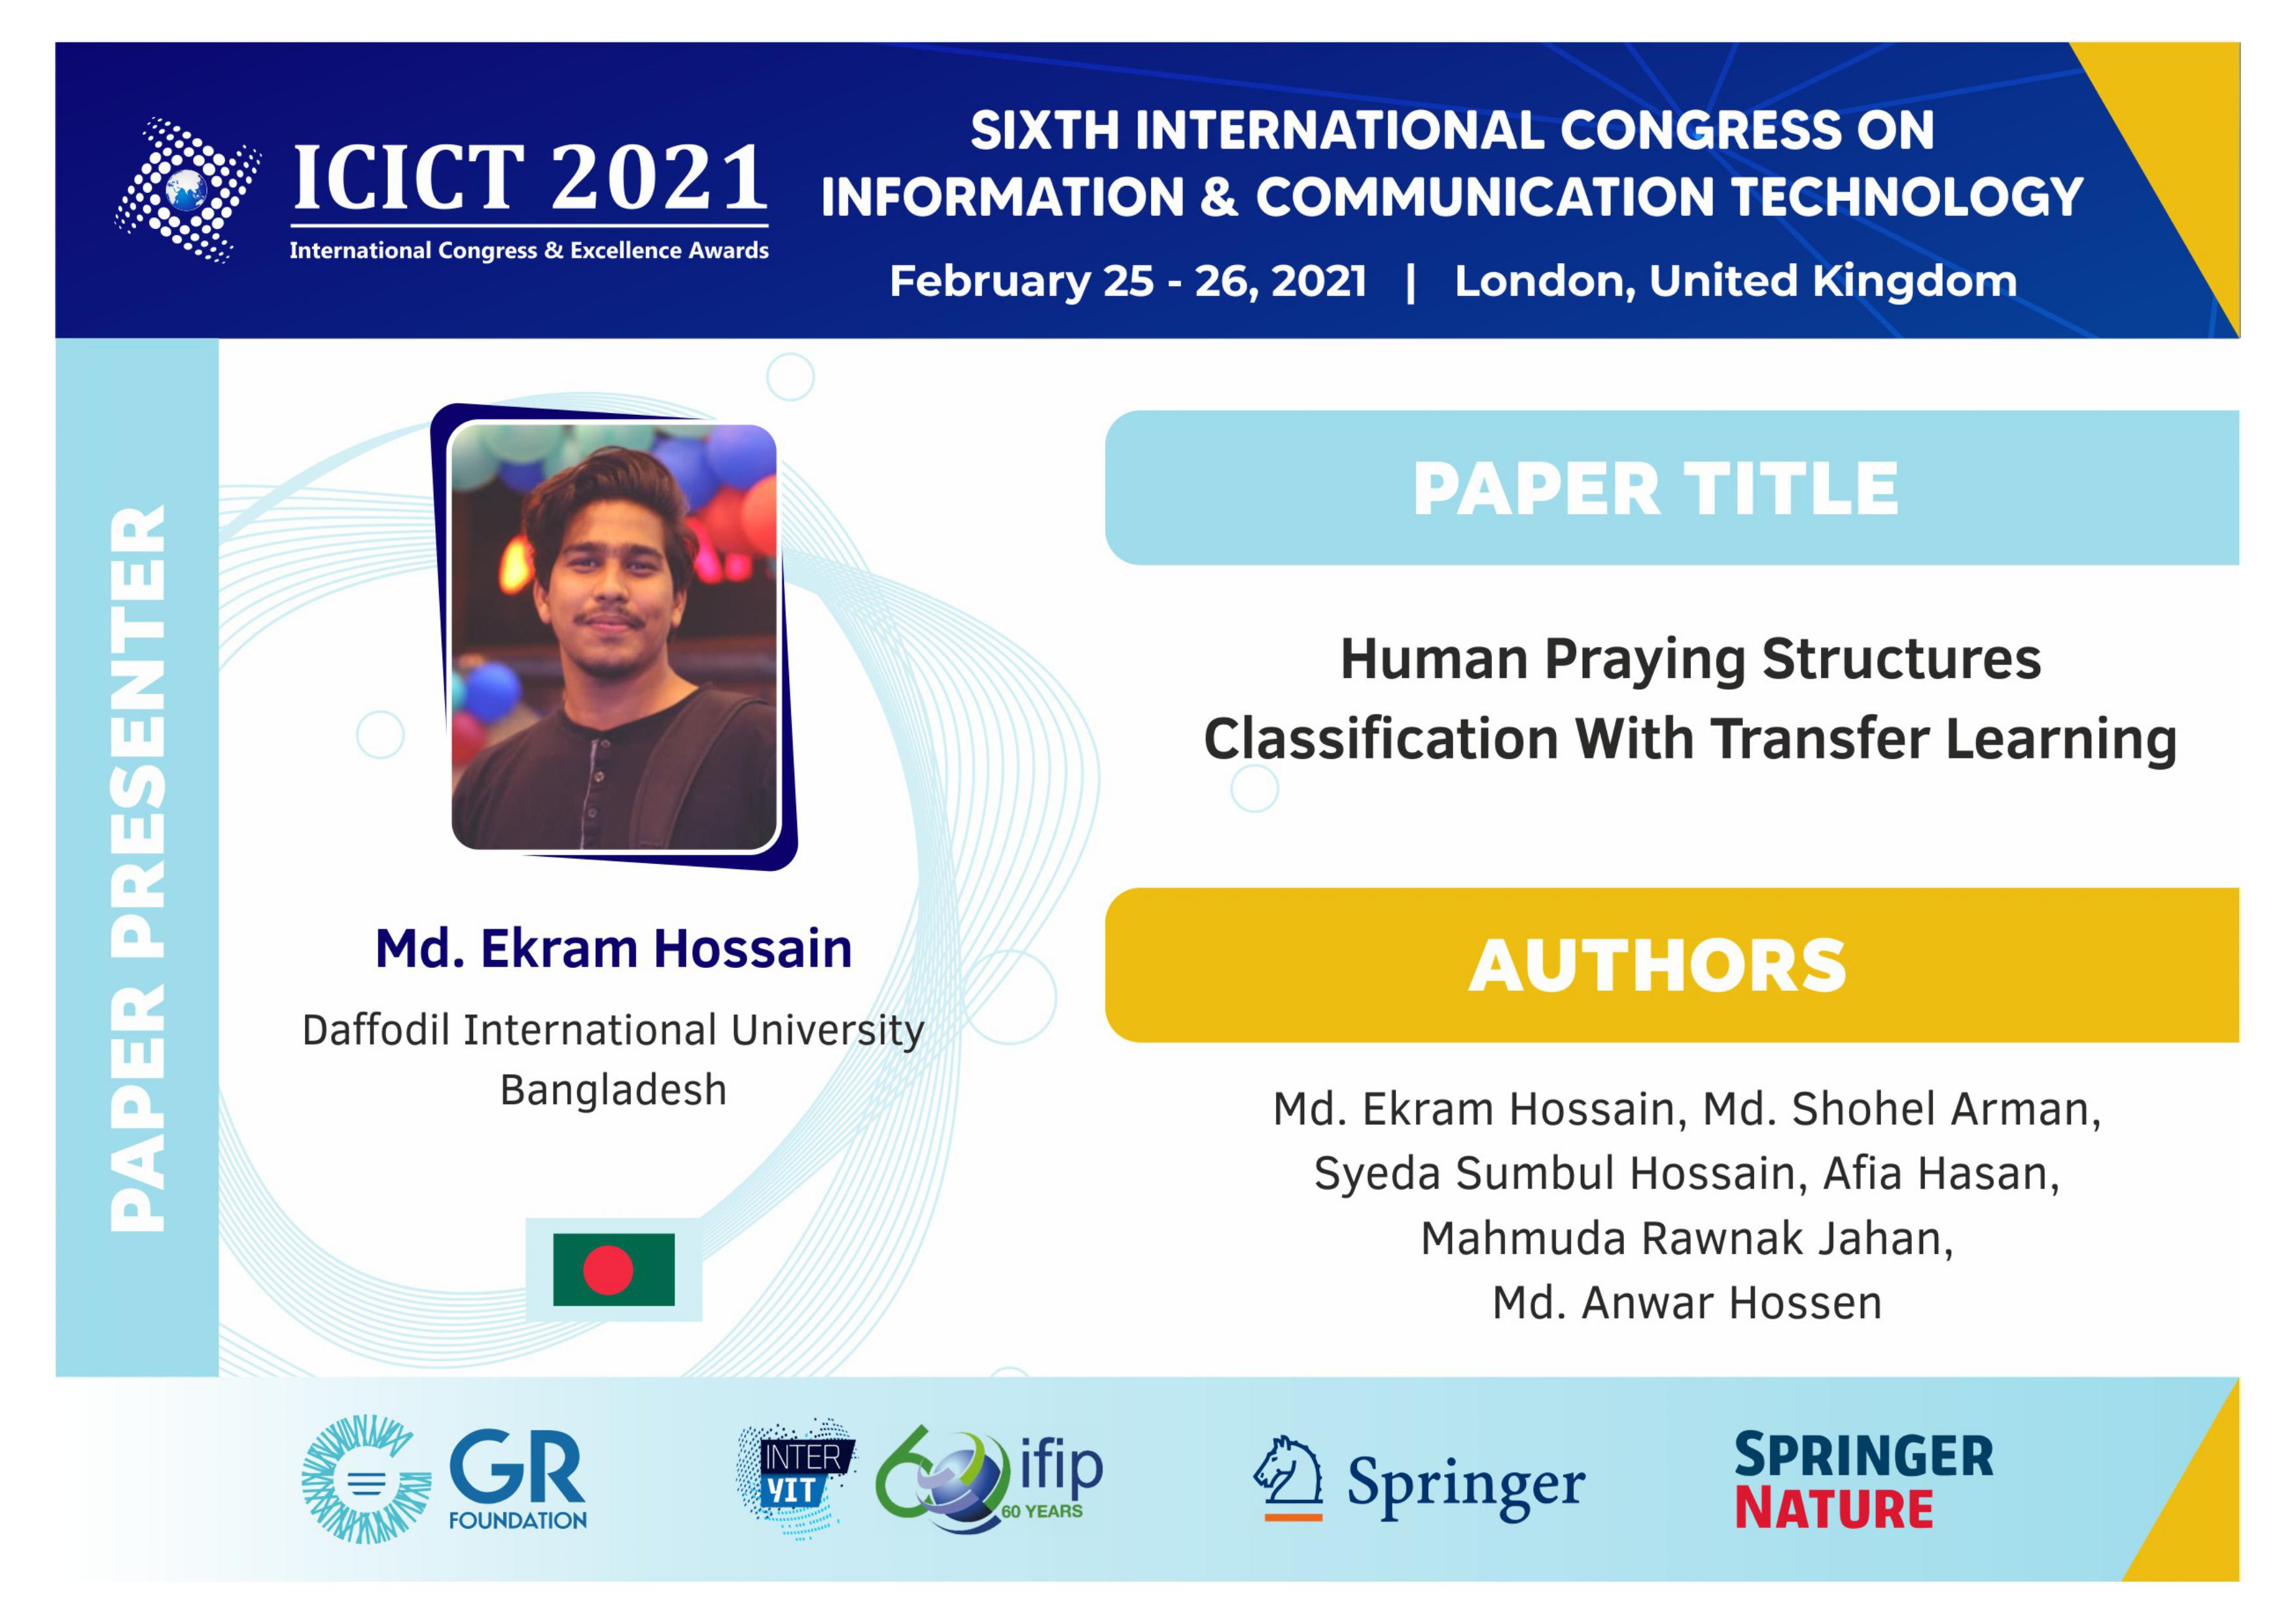 ICICT 2021
International Congress & Excellence Awards
SIXTH INTERNATIONAL CONGRESS ON
INFORMATION & COMMUNICATION TECHNOLOGY
February 25 - 26, 2021 | London, United Kingdom
PAPER PRESENTER
Md. Ekram Hossain
Daffodil International University
Bangladesh
PAPER TITLE
Human Praying Structures
Classification With Transfer Learning
AUTHORS
Md. Ekram Hossain, Md. Shohel Arman,
Syeda Sumbul Hossain, Afia Hasan,
Mahmuda Rawnak Jahan,
Md. Anwar Hossen
GR
FOUNDATION
INTER
YIT
60 ifip
60 YEARS
Springer
SPRINGER
NATURE